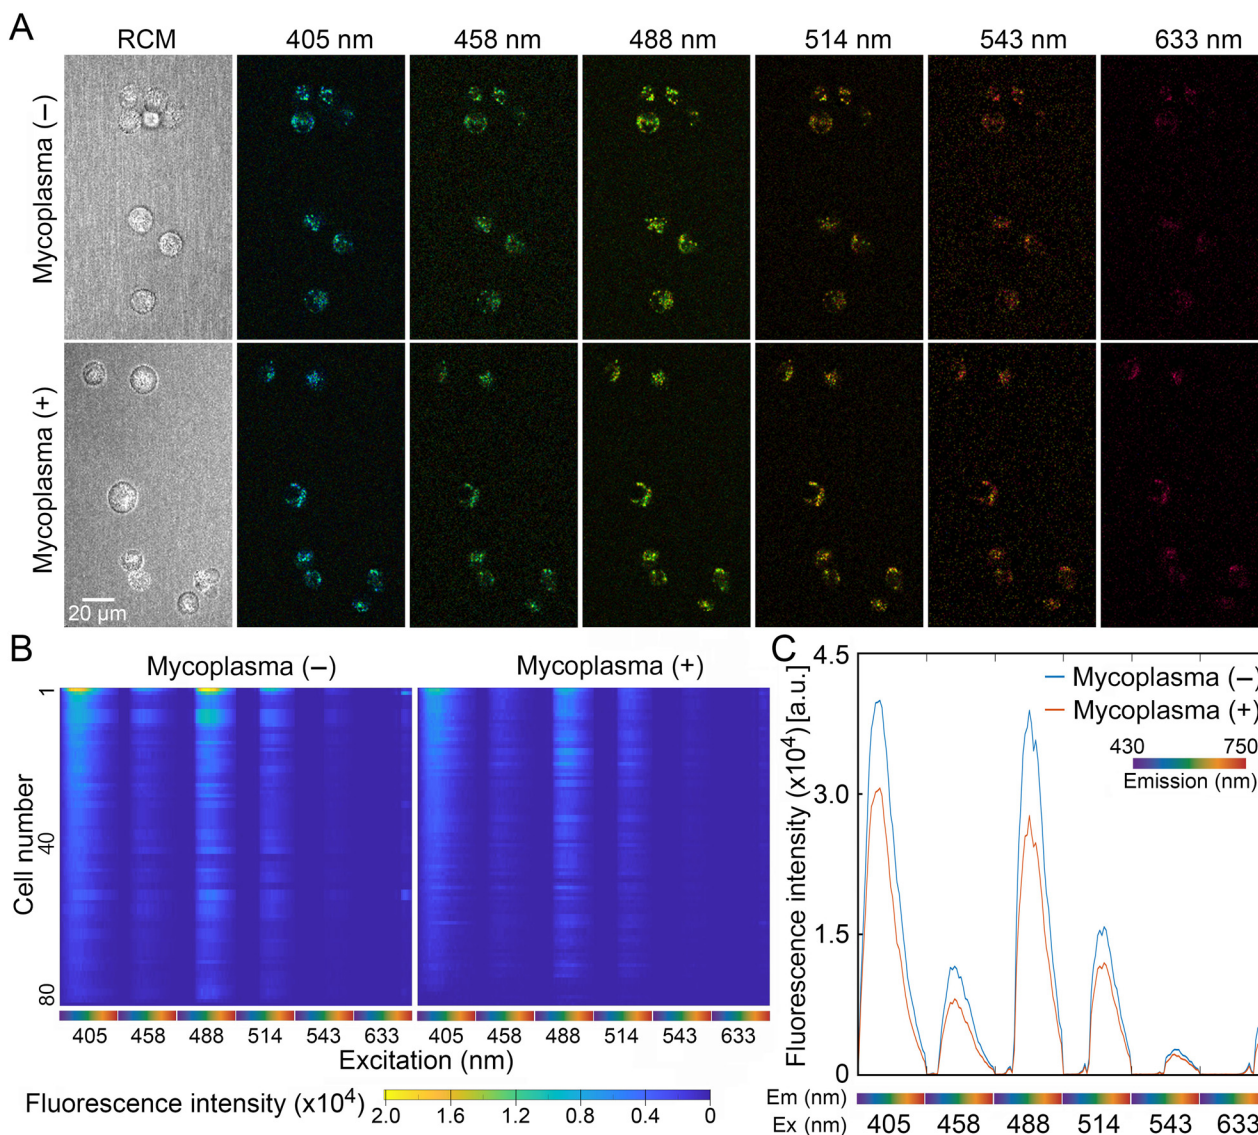 A
RCM 405 nm 458 nm 488 nm 514 nm 543 nm 633 nm
Mycoplasma (–)
Mycoplasma (+)
20 µm
B
Mycoplasma (–) Mycoplasma (+)
Cell number
1
40
80
405 458 488 514 543 633 405 458 488 514 543 633
Excitation (nm)
Fluorescence intensity (x10⁴)
2.0 1.6 1.2 0.8 0.4 0
C
Fluorescence intensity (x10⁴) [a.u.]
4.5
3.0
1.5
0
Mycoplasma (–)
Mycoplasma (+)
430 750
Emission (nm)
Em (nm)
Ex (nm) 405 458 488 514 543 633